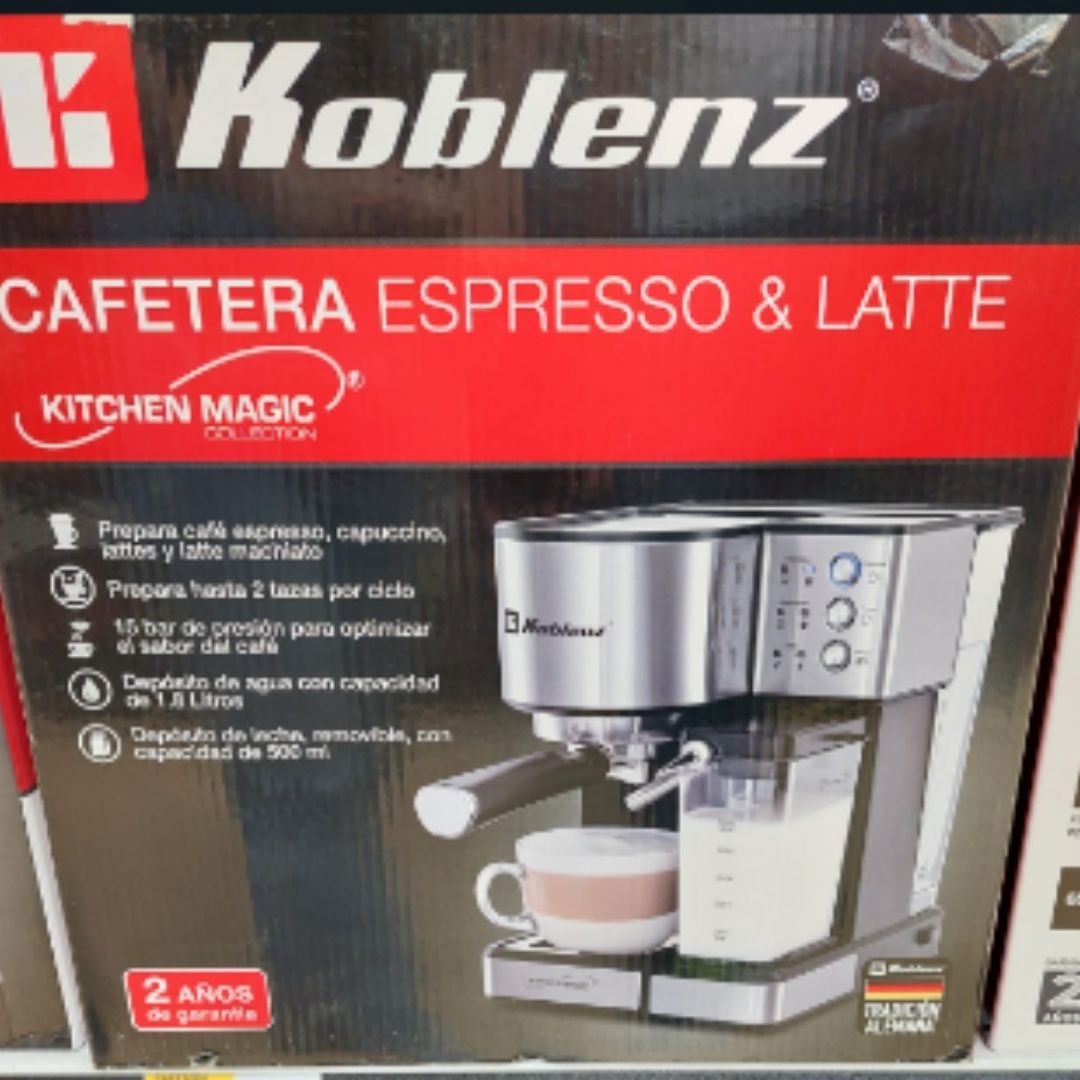 Koblenz®
CAFETERA ESPRESSO & LATTE
KITCHEN MAGIC®
COLLECTION
Prepara café espresso, capuccino,
lattes y latte machiato
Prepara hasta 2 tazas por ciclo
15 bar de presión para optimizar
el sabor del café
Depósito de agua con capacidad
de 1.8 Litros
Depósito de leche, removible, con
capacidad de 500 ml
Koblenz
2 AÑOS
de garantía
Koblenz
TRADICIÓN
ALEMANA